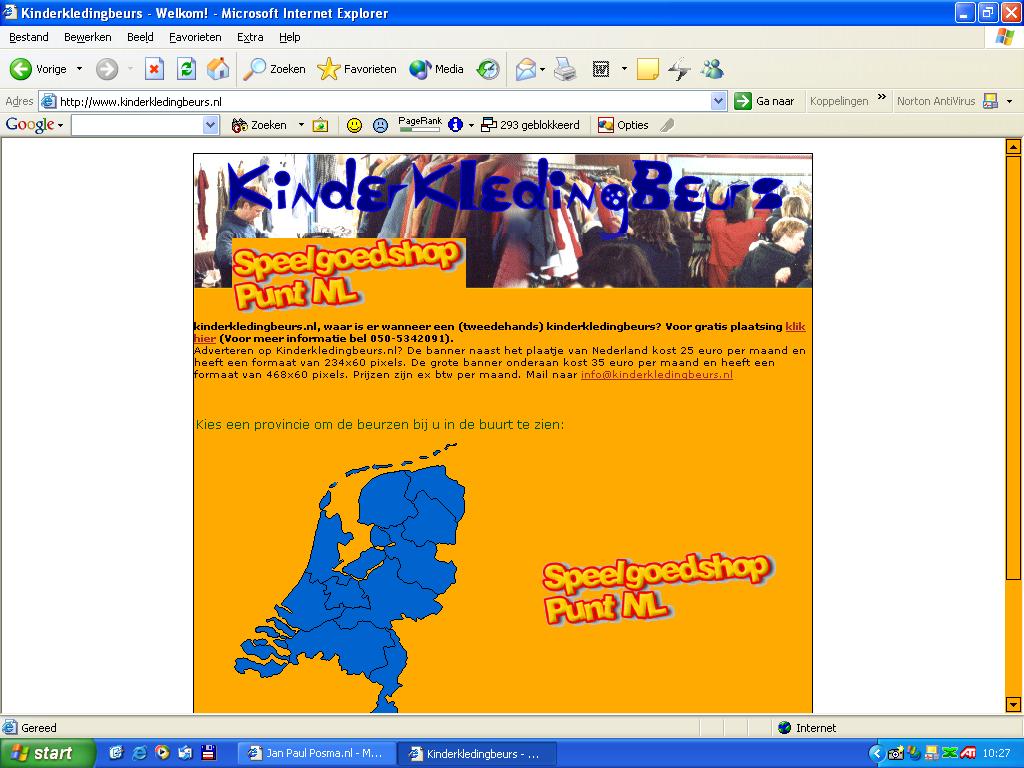 Kinderkledingbeurs - Welkom! - Microsoft Internet Explorer
Bestand Bewerken Beeld Favorieten Extra Help
Vorige Zoeken Favorieten Media
Adres http://www.kinderkledingbeurs.nl Ga naar Koppelingen » Norton AntiVirus
Google Zoeken PageRank 293 geblokkeerd Opties
KinderKledingBeurs
Speelgoedshop
Punt NL
kinderkledingbeurs.nl, waar is er wanneer een (tweedehands) kinderkledingbeurs? Voor gratis plaatsing klik
hier (Voor meer informatie bel 050-5342091).
Adverteren op Kinderkledingbeurs.nl? De banner naast het plaatje van Nederland kost 25 euro per maand en
heeft een formaat van 234x60 pixels. De grote banner onderaan kost 35 euro per maand en heeft een
formaat van 468x60 pixels. Prijzen zijn ex btw per maand. Mail naar info@kinderkledingbeurs.nl
Kies een provincie om de beurzen bij u in de buurt te zien:
Speelgoedshop
Punt NL
Gereed Internet
start Jan Paul Posma.nl - M... Kinderkledingbeurs - ... 10:27